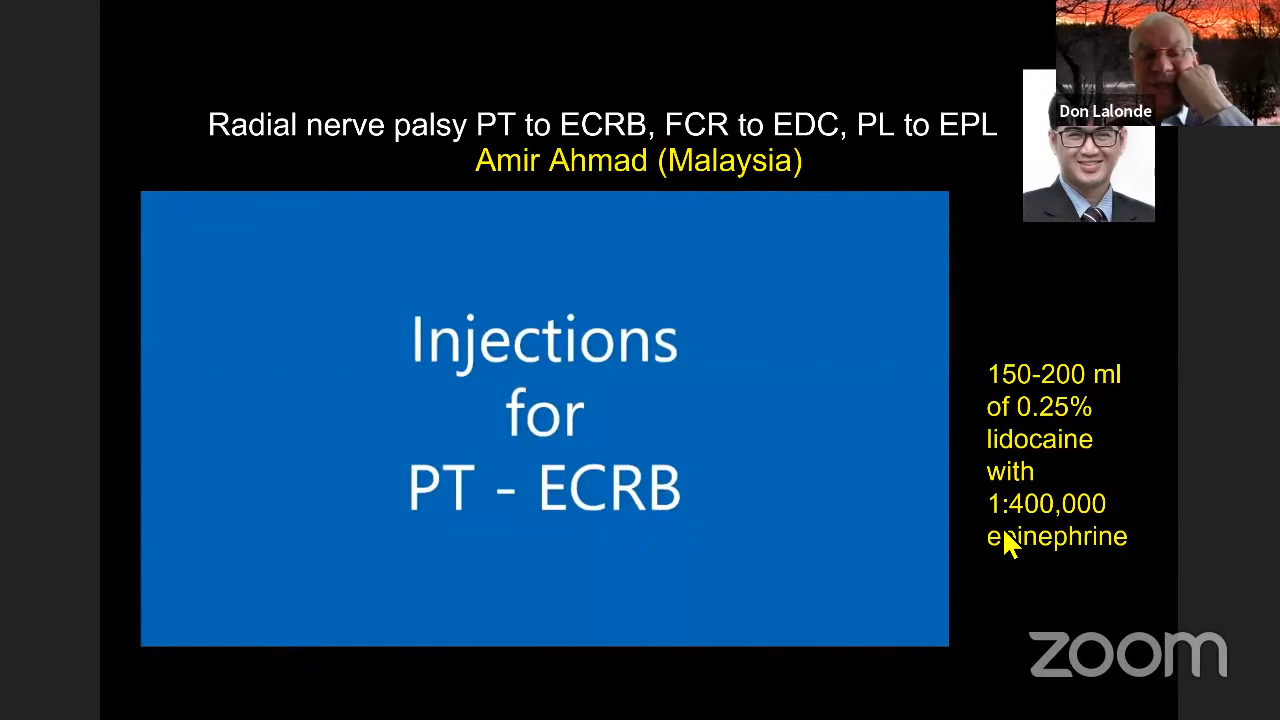 Don Lalonde
Radial nerve palsy PT to ECRB, FCR to EDC, PL to EPL
Amir Ahmad (Malaysia)
Injections
for
PT - ECRB
150-200 ml
of 0.25%
lidocaine
with
1:400,000
epinephrine
zoom